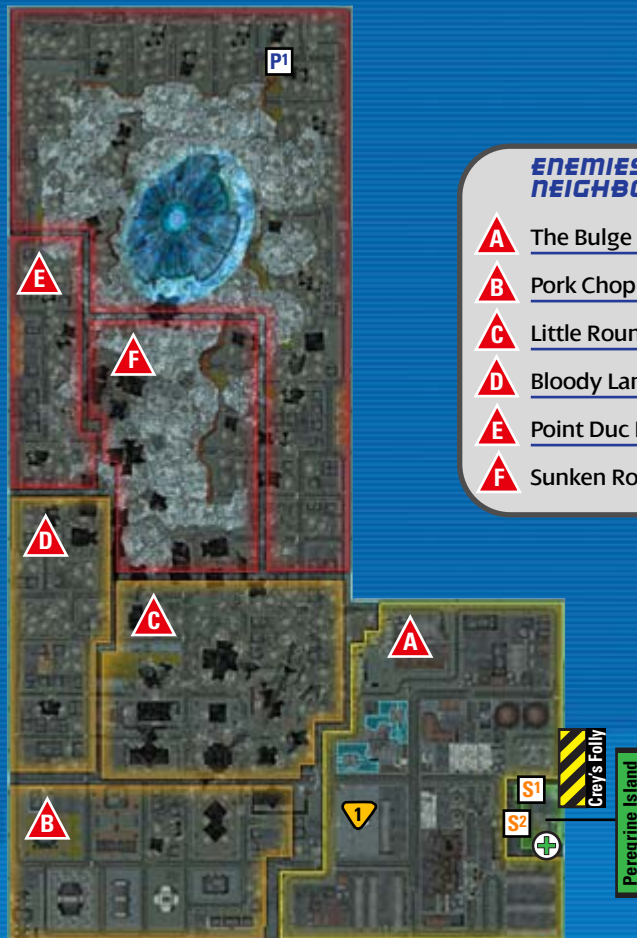 P1
ENEMIES
NEIGHBO
A The Bulge
B Pork Chop
C Little Roun
D Bloody Lan
E Point Duc
F Sunken Ro
E
F
D
C
A
B
1
S1
S2
Crey's Folly
Peregrine Island